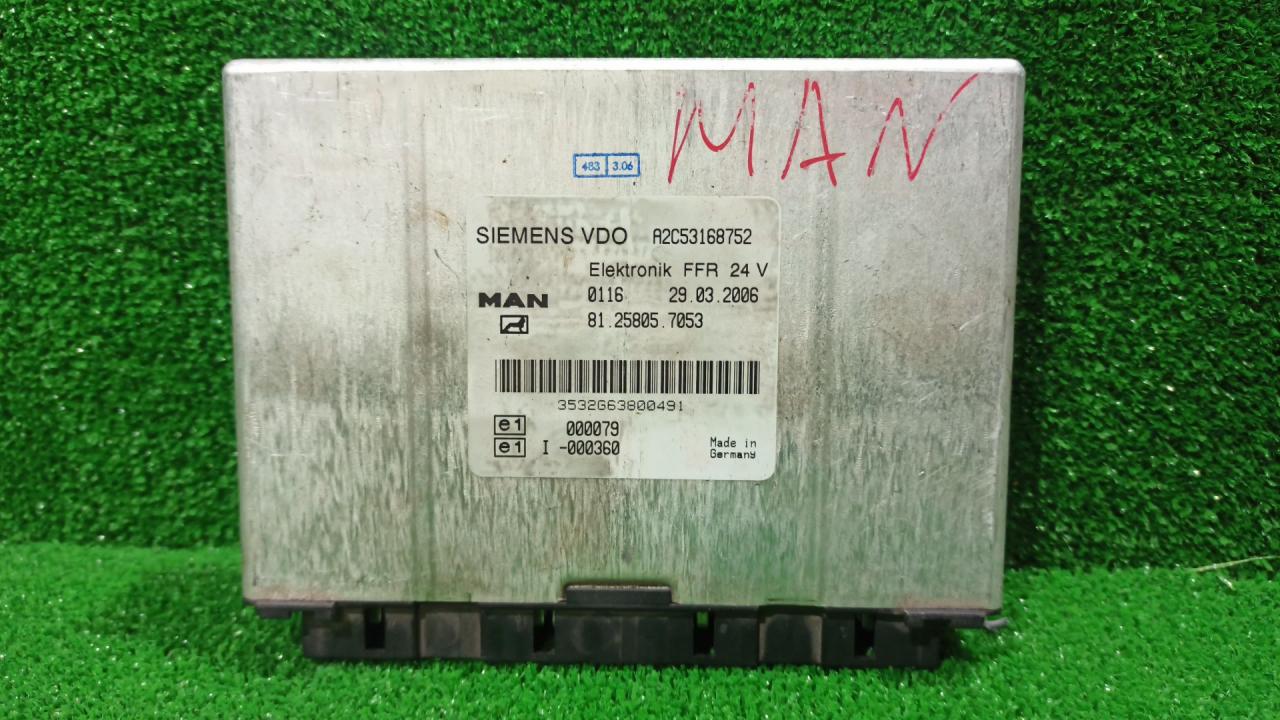 MAN
483 3.06
SIEMENS VDO A2C53168752
Elektronik FFR 24 V
MAN 0116 29.03.2006
81.25805.7053
3532G63800491
e1 000079
e1 I -000360
Made in
Germany